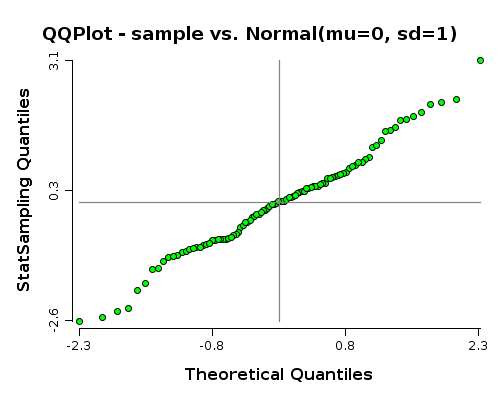 QQPlot - sample vs. Normal(mu=0, sd=1)
3.1
0.3
-2.6
StatSampling Quantiles
-2.3 -0.8 0.8 2.3
Theoretical Quantiles